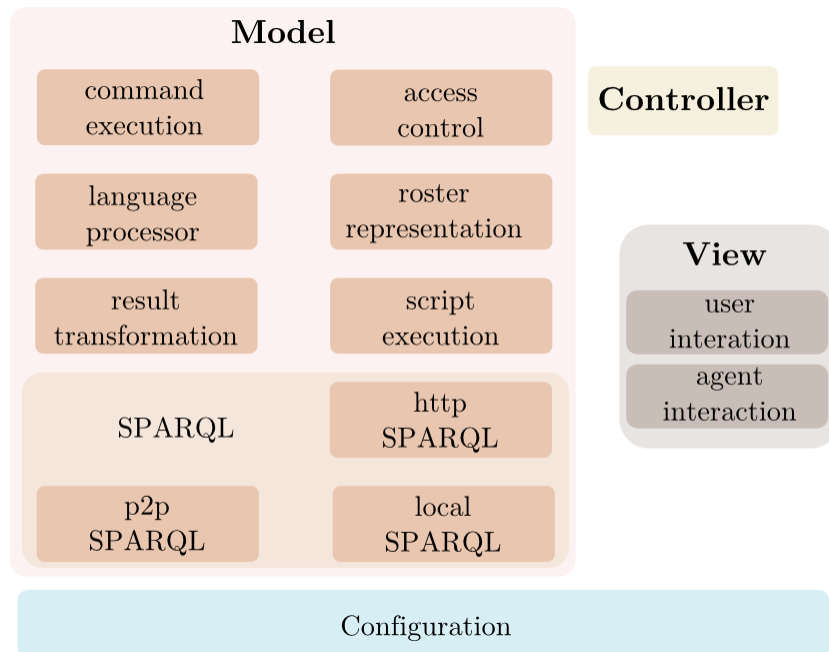 Model
command
execution
access
control
language
processor
roster
representation
result
transformation
script
execution
SPARQL
http
SPARQL
p2p
SPARQL
local
SPARQL
Controller
View
user
interation
agent
interaction
Configuration